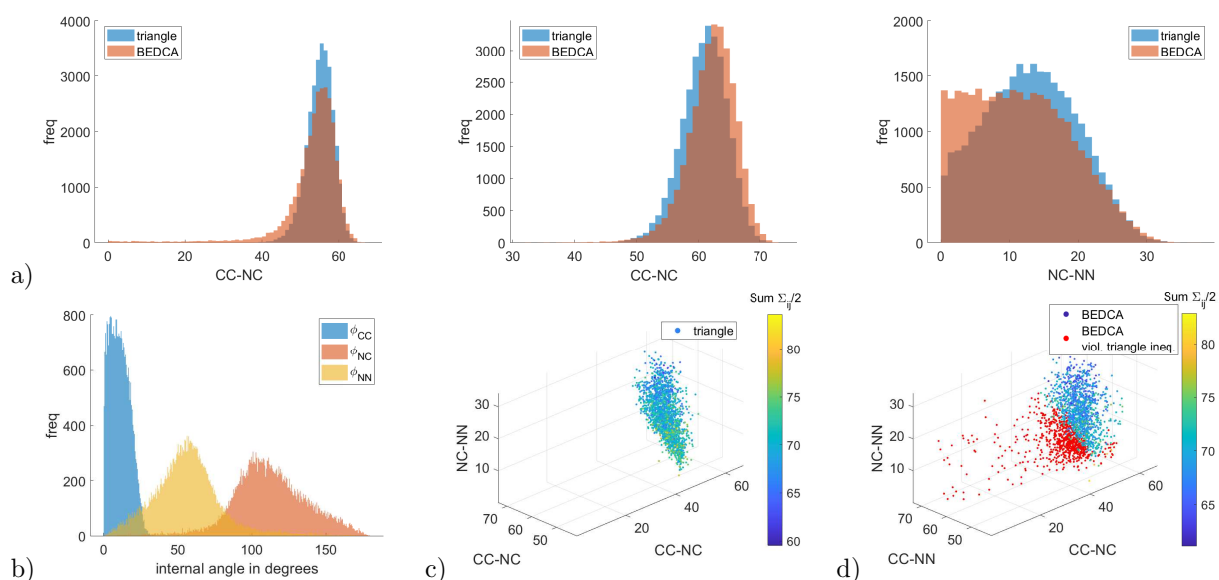 4000
3000
2000
1000
0
freq
triangle
BEDCA
0
20
40
60
CC-NC
a)
3000
2500
2000
1500
1000
500
0
freq
triangle
BEDCA
30
40
50
60
70
CC-NC
2000
1500
1000
500
0
freq
triangle
BEDCA
0
10
20
30
NC-NN
800
600
400
200
0
freq
ϕCC
ϕNC
ϕNN
0
50
100
150
internal angle in degrees
b)
Sum Σij/2
triangle
80
75
70
65
60
30
20
10
NC-NN
70
60
50
CC-NC
20
40
60
CC-NC
c)
Sum Σij/2
BEDCA
BEDCA
viol. triangle ineq.
80
75
70
65
30
20
10
NC-NN
70
60
50
CC-NN
20
40
60
CC-NC
d)